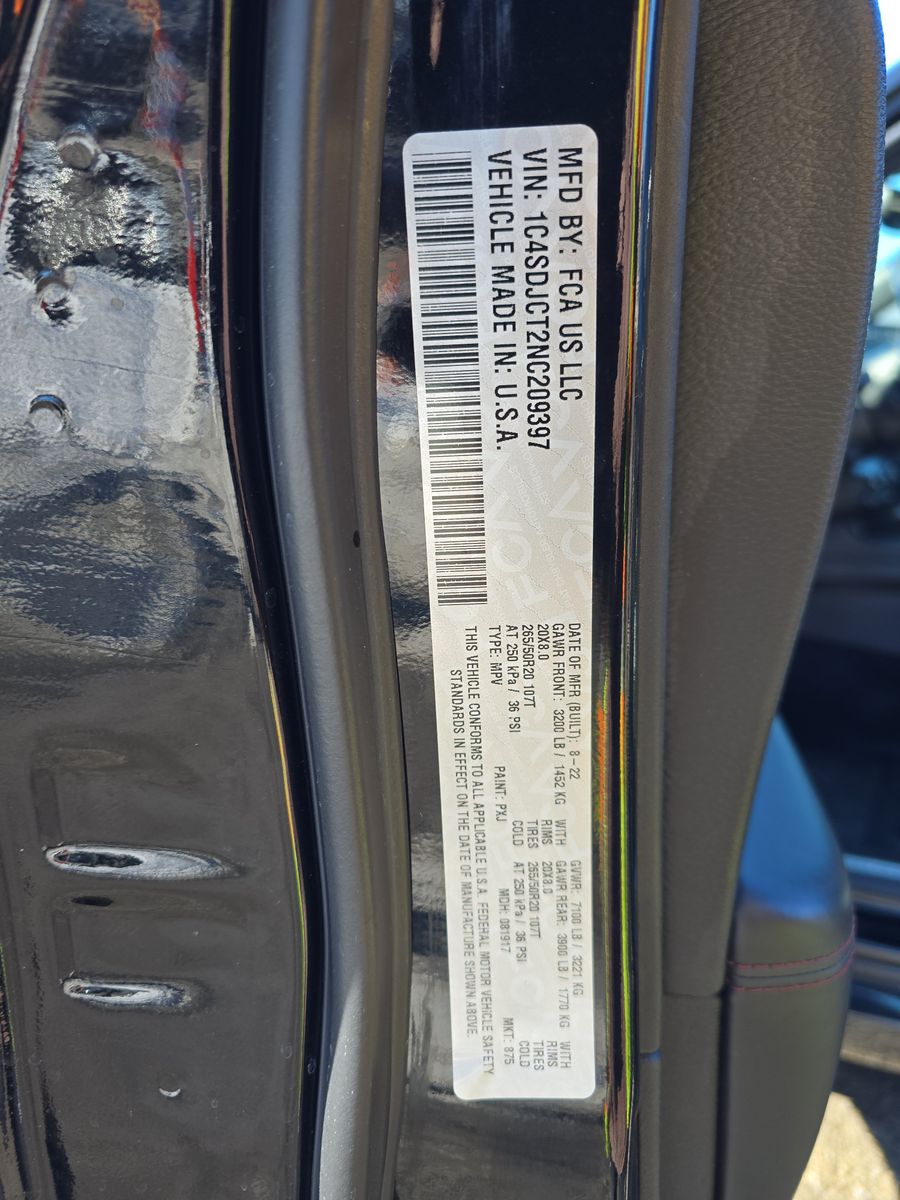 MFD BY: FCA US LLC
VIN: 1C4SDJCT2NC209397
VEHICLE MADE IN: U.S.A.
DATE OF MFR (BUILT): 8-22 GVWR: 7100 LB / 3221 KG
GAWR FRONT: 3200 LB / 1452 KG WITH GAWR REAR: 3900 LB / 1770 KG WITH
20X8.0 RIMS 20X8.0 RIMS
265/50R20 107T TIRES 265/50R20 107T TIRES
AT 250 kPa / 36 PSI COLD AT 250 kPa / 36 PSI COLD
TYPE: MPV PAINT: PXJ MDH: 081917 MKT: 875
THIS VEHICLE CONFORMS TO ALL APPLICABLE U.S.A. FEDERAL MOTOR VEHICLE SAFETY
STANDARDS IN EFFECT ON THE DATE OF MANUFACTURE SHOWN ABOVE.